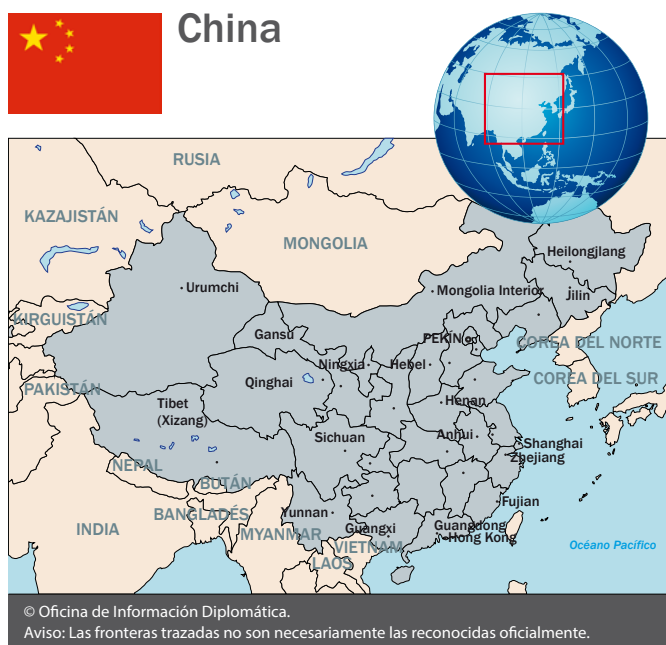 China
RUSIA
KAZAJISTÁN
MONGOLIA
Heilongjlang
Urumchi
Mongolia Interior
Jilin
KIRGUISTÁN
Gansu
PEKÍN
COREA DEL NORTE
Ningxia
Hebel
Qinghai
COREA DEL SUR
PAKISTÁN
Tibet
(Xizang)
Henan
Sichuan
Anhui
Shanghai
Zhejiang
NEPAL
BUTÁN
Fujian
BANGLADÉS
Yunnan
INDIA
MYANMAR
Guangxi
Guangdong
Hong Kong
VIETNAM
Océano Pacífico
LAOS
© Oficina de Información Diplomática.
Aviso: Las fronteras trazadas no son necesariamente las reconocidas oficialmente.